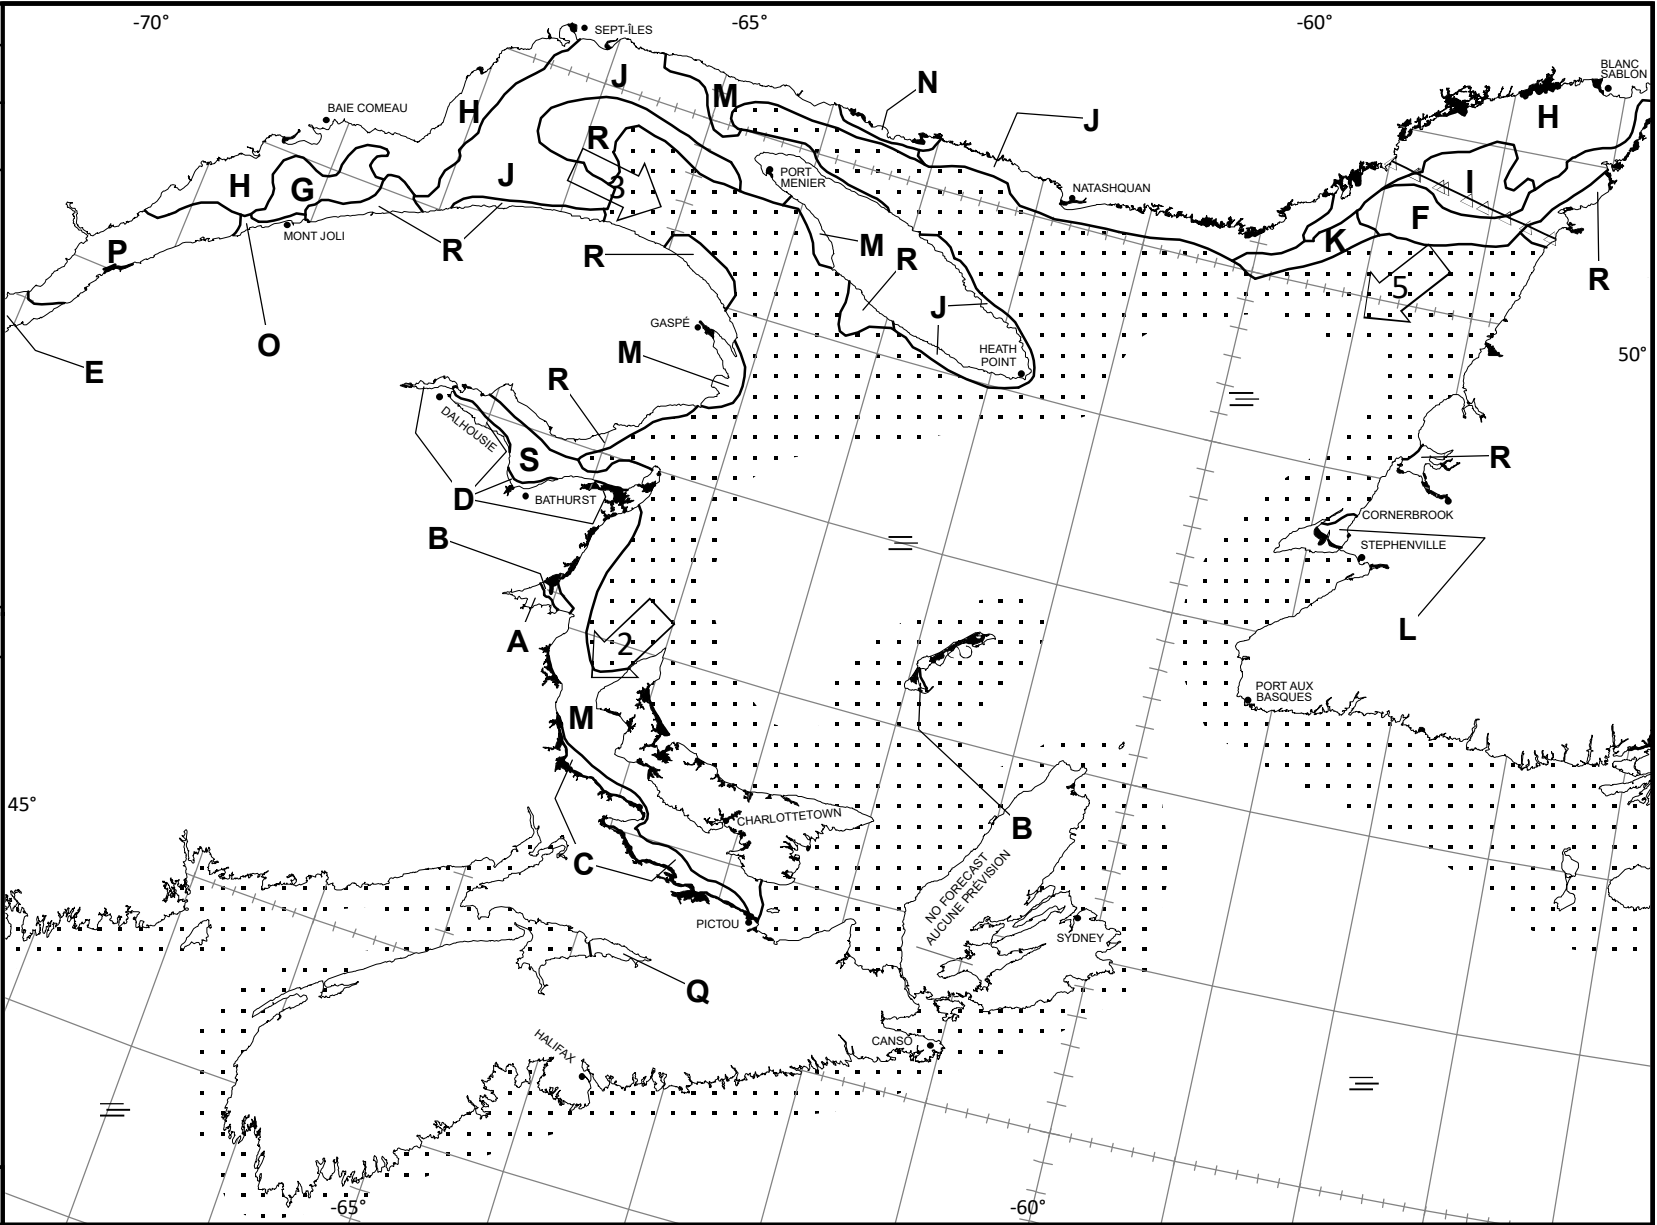 -70°
-65°
-60°
SEPT-ÎLES
BLANC
SABLON
J
M
N
H
BAIE COMEAU
J
H
R
J
PORT
MENIER
H
G
3
NATASHQUAN
I
F
MONT JOLI
P
R
R
M
R
K
R
5
J
GASPÉ
O
E
M
HEATH
POINT
50°
R
DALHOUSIE
S
R
D
BATHURST
CORNERBROOK
B
STEPHENVILLE
A
2
L
PORT AUX
BASQUES
M
45°
CHARLOTTETOWN
B
C
NO FORECAST
AUCUNE PRÉVISION
PICTOU
SYDNEY
Q
HALIFAX
CANSO
-65°
-60°